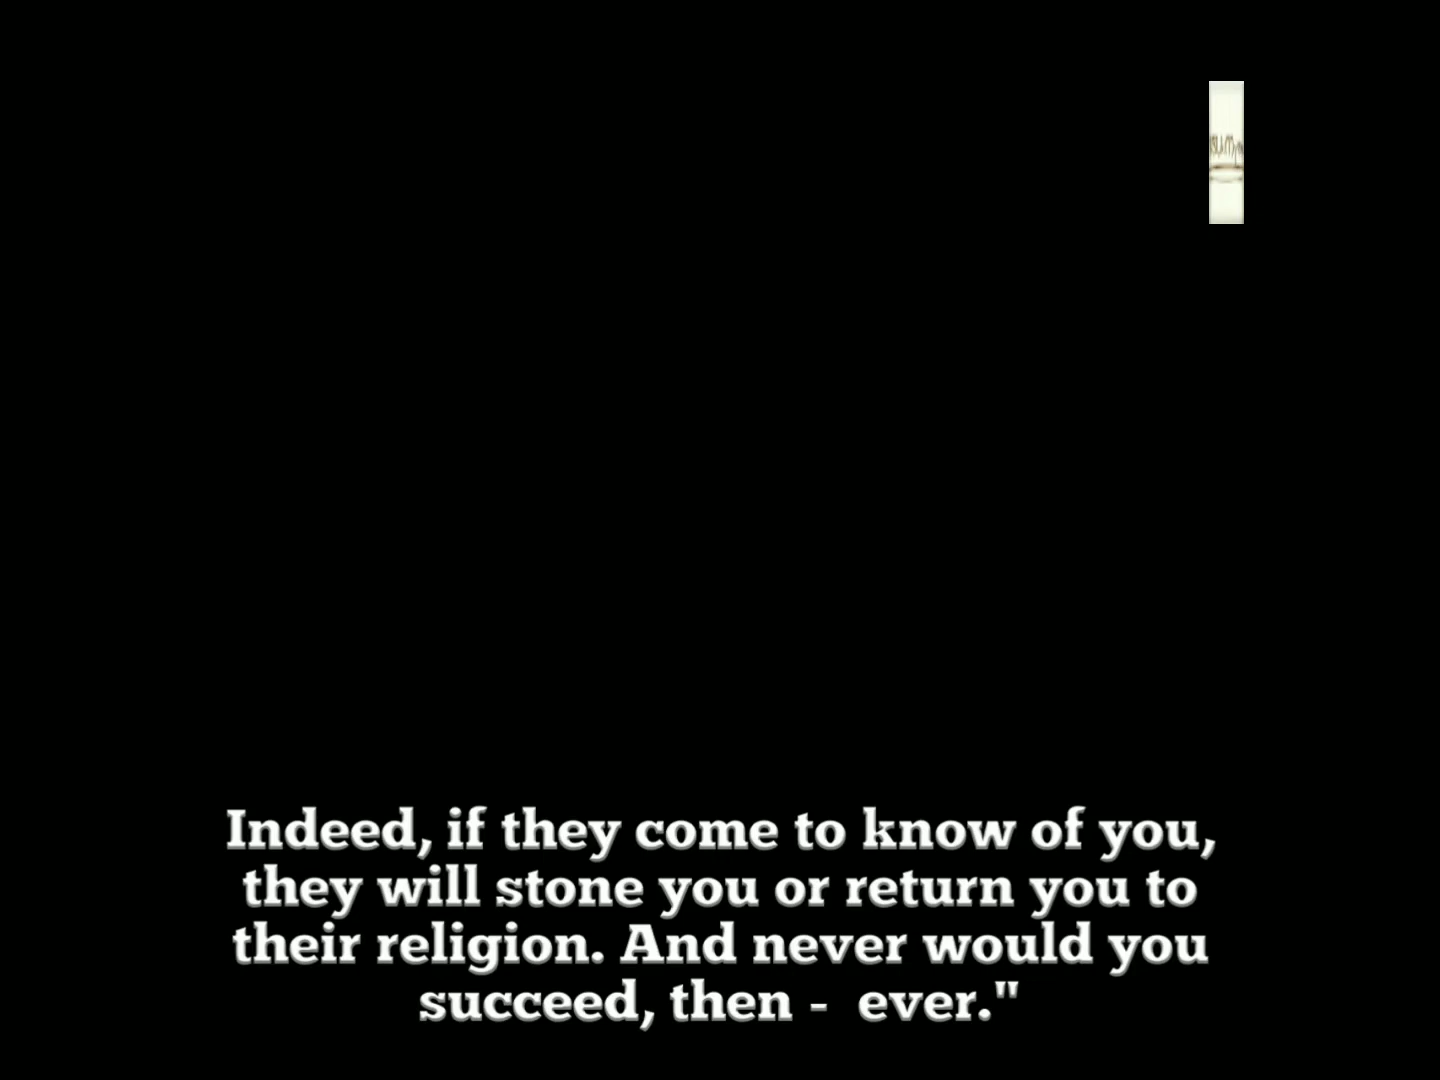 Indeed, if they come to know of you,
they will stone you or return you to
their religion. And never would you
succeed, then -  ever."